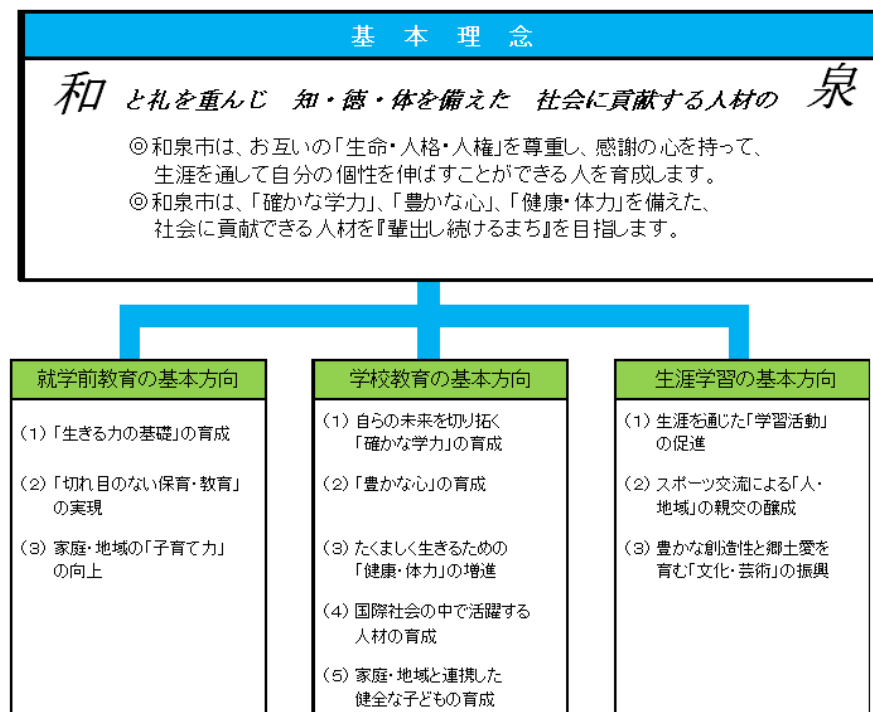 基本理念
和と礼を重んじ 知・徳・体を備えた 社会に貢献する人材の 泉
◎和泉市は、お互いの「生命・人格・人権」を尊重し、感謝の心を持って、
生涯を通して自分の個性を伸ばすことができる人を育成します。
◎和泉市は、「確かな学力」、「豊かな心」、「健康・体力」を備えた、
社会に貢献できる人材を『輩出し続けるまち』を目指します。
就学前教育の基本方向
(1)「生きる力の基礎」の育成
(2)「切れ目のない保育・教育」
の実現
(3) 家庭・地域の「子育て力」
の向上
学校教育の基本方向
(1) 自らの未来を切り拓く
「確かな学力」の育成
(2)「豊かな心」の育成
(3) たくましく生きるための
「健康・体力」の増進
(4) 国際社会の中で活躍する
人材の育成
(5) 家庭・地域と連携した
健全な子どもの育成
生涯学習の基本方向
(1) 生涯を通じた「学習活動」
の促進
(2) スポーツ交流による「人・
地域」の親交の醸成
(3) 豊かな創造性と郷土愛を
育む「文化・芸術」の振興